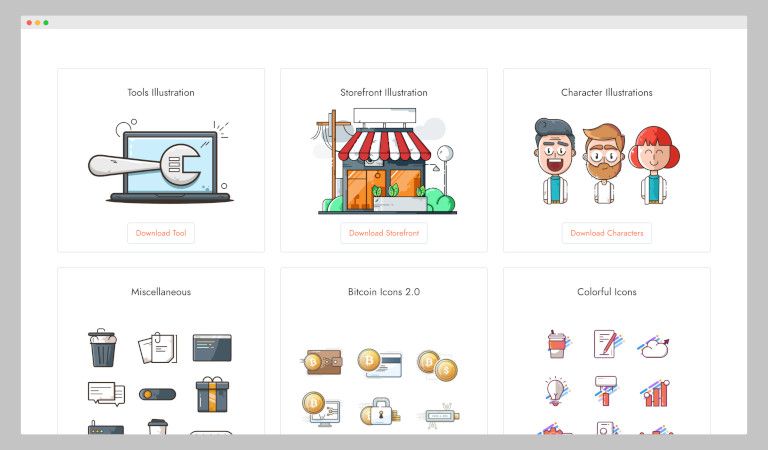 Tools Illustration
Storefront Illustration
Character Illustrations
Download Tool
Download Storefront
Download Characters
Miscellaneous
Bitcoin Icons 2.0
Colorful Icons